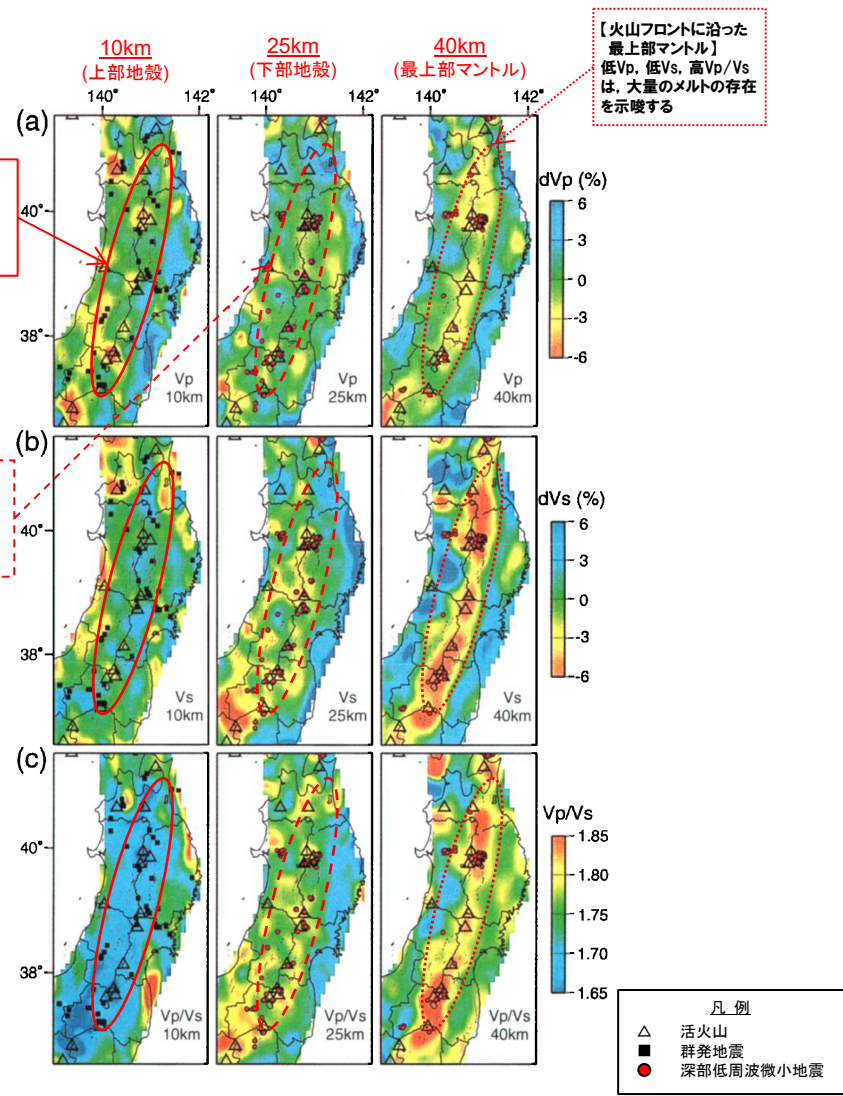 【火山フロントに沿った
最上部マントル】
低Vp, 低Vs, 高Vp/Vs
は, 大量のメルトの存在
を示唆する
10km
(上部地殻)
25km
(下部地殻)
40km
(最上部マントル)
140° 142° 140° 142° 140° 142°
(a)
40°
38°
Vp
10km
Vp
25km
Vp
40km
dVp (%)
6
3
0
-3
-6
(b)
40°
38°
Vs
10km
Vs
25km
Vs
40km
dVs (%)
6
3
0
-3
-6
(c)
40°
38°
Vp/Vs
10km
Vp/Vs
25km
Vp/Vs
40km
Vp/Vs
1.85
1.80
1.75
1.70
1.65
凡 例
活火山
群発地震
深部低周波微小地震